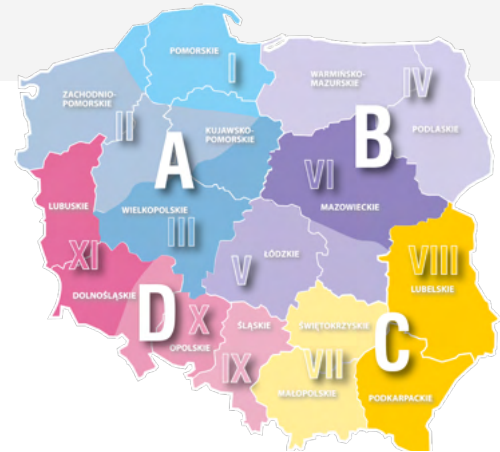 POMORSKIE
I
ZACHODNIO-
POMORSKIE
II
KUJAWSKO-
POMORSKIE
A
WARMIŃSKO-
MAZURSKIE
IV
PODLASKIE
B
VI
MAZOWIECKIE
LUBUSKIE
WIELKOPOLSKIE
III
XI
DOLNOŚLĄSKIE
ŁÓDZKIE
V
VIII
LUBELSKIE
D
X
OPOLSKIE
ŚLĄSKIE
IX
ŚWIĘTOKRZYSKIE
VII
MAŁOPOLSKIE
C
PODKARPACKIE